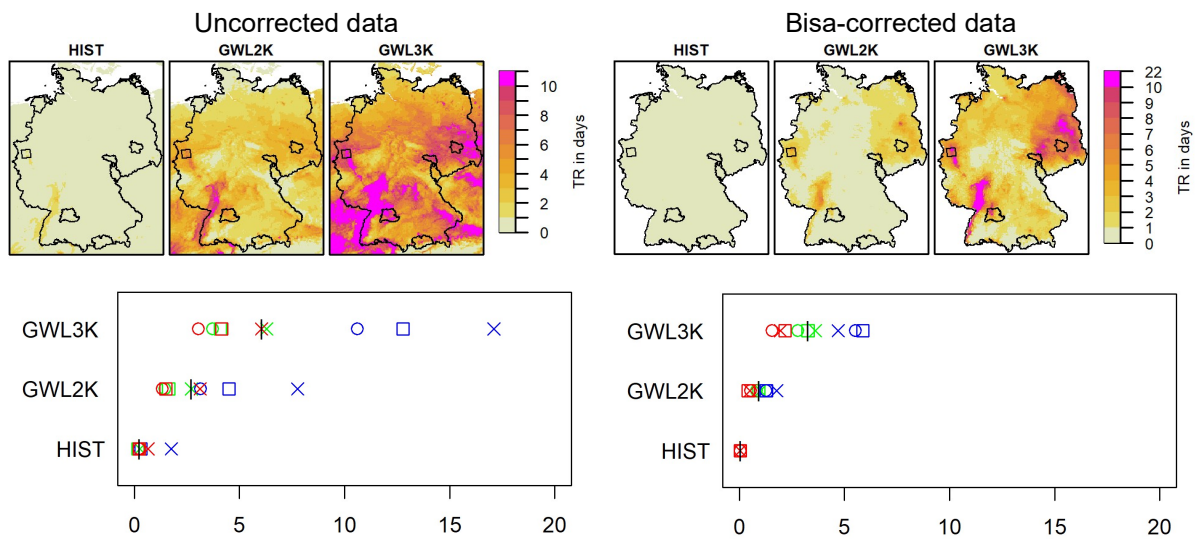 Uncorrected data
HIST GWL2K GWL3K
10
8
6
4
2
0
TR in days
GWL3K
GWL2K
HIST
0 5 10 15 20
Bisa-corrected data
HIST GWL2K GWL3K
22
10
9
8
7
6
5
4
3
2
1
0
TR in days
GWL3K
GWL2K
HIST
0 5 10 15 20